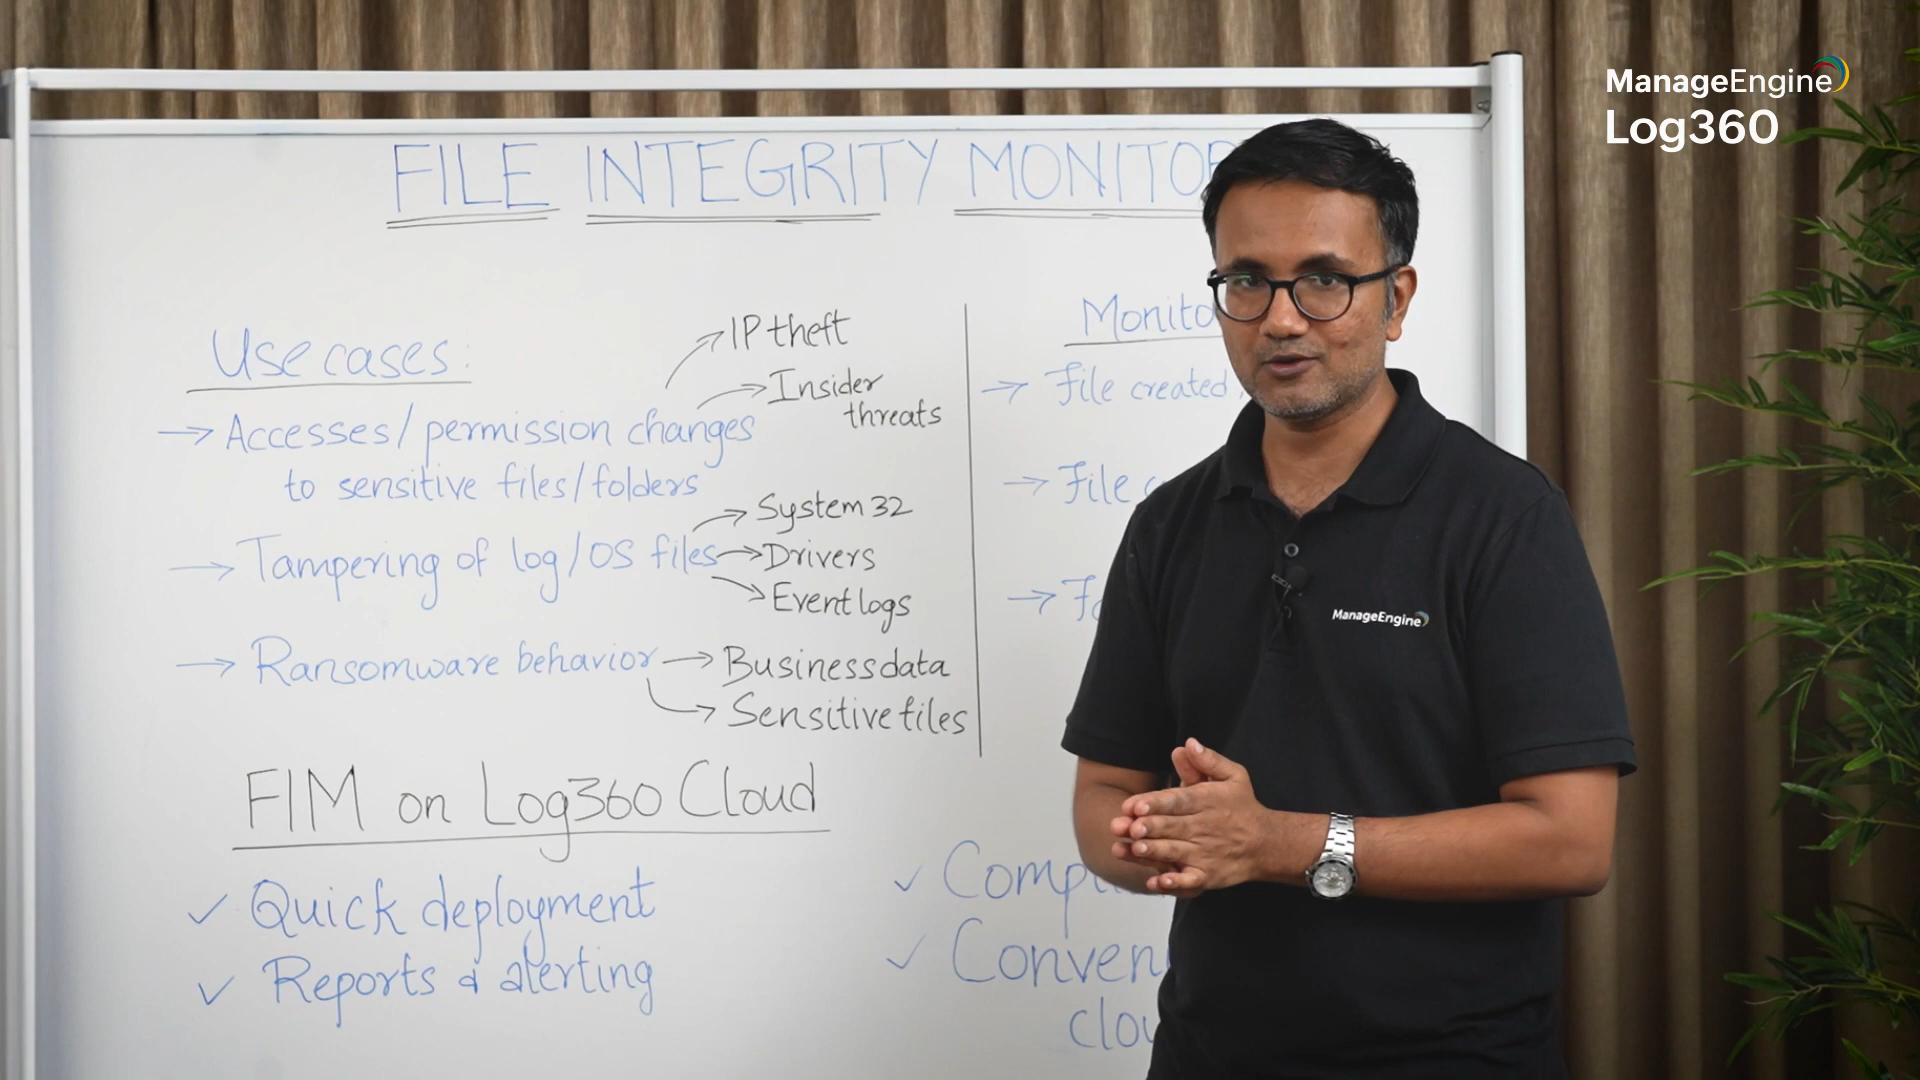 ManageEngine
Log360
FILE INTEGRITY MONITOR
Use cases:
→ Accesses/permission changes
to sensitive files/folders
→ IP theft
→ Insider
threats
→ Tampering of log/OS files
→ System 32
→ Drivers
→ Event logs
→ Ransomware behavior
→ Business data
→ Sensitive files
Monito
→ File created,
→ File
→
FIM on Log360 Cloud
✓ Quick deployment
✓ Reports & alerting
✓ Comp
✓ Conven
clou
ManageEngine